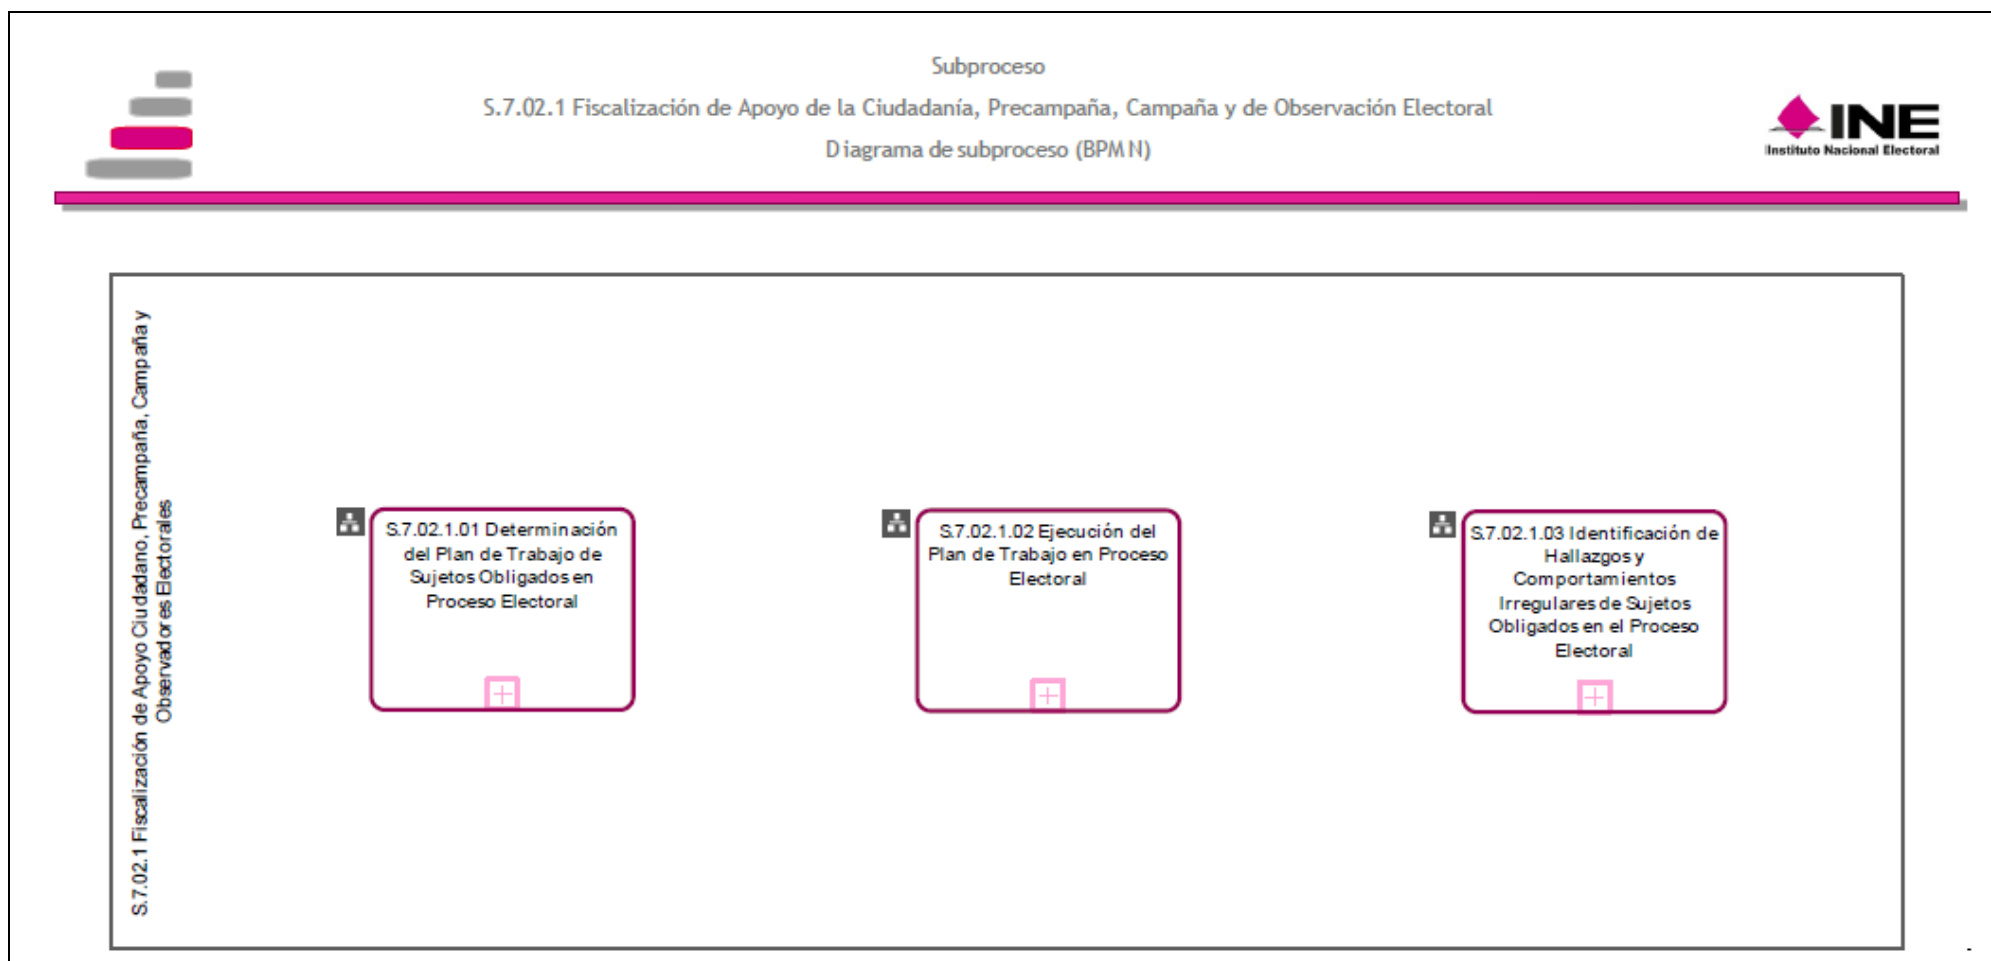 Subproceso
S.7.02.1 Fiscalización de Apoyo de la Ciudadanía, Precampaña, Campaña y de Observación Electoral
Diagrama de subproceso (BPMN)
INE
Instituto Nacional Electoral
S.7.02.1 Fiscalización de Apoyo Ciudadano, Precampaña, Campaña y
Observadores Electorales
S.7.02.1.01 Determinación
del Plan de Trabajo de
Sujetos Obligados en
Proceso Electoral
S.7.02.1.02 Ejecución del
Plan de Trabajo en Proceso
Electoral
S.7.02.1.03 Identificación de
Hallazgos y
Comportamientos
Irregulares de Sujetos
Obligados en el Proceso
Electoral